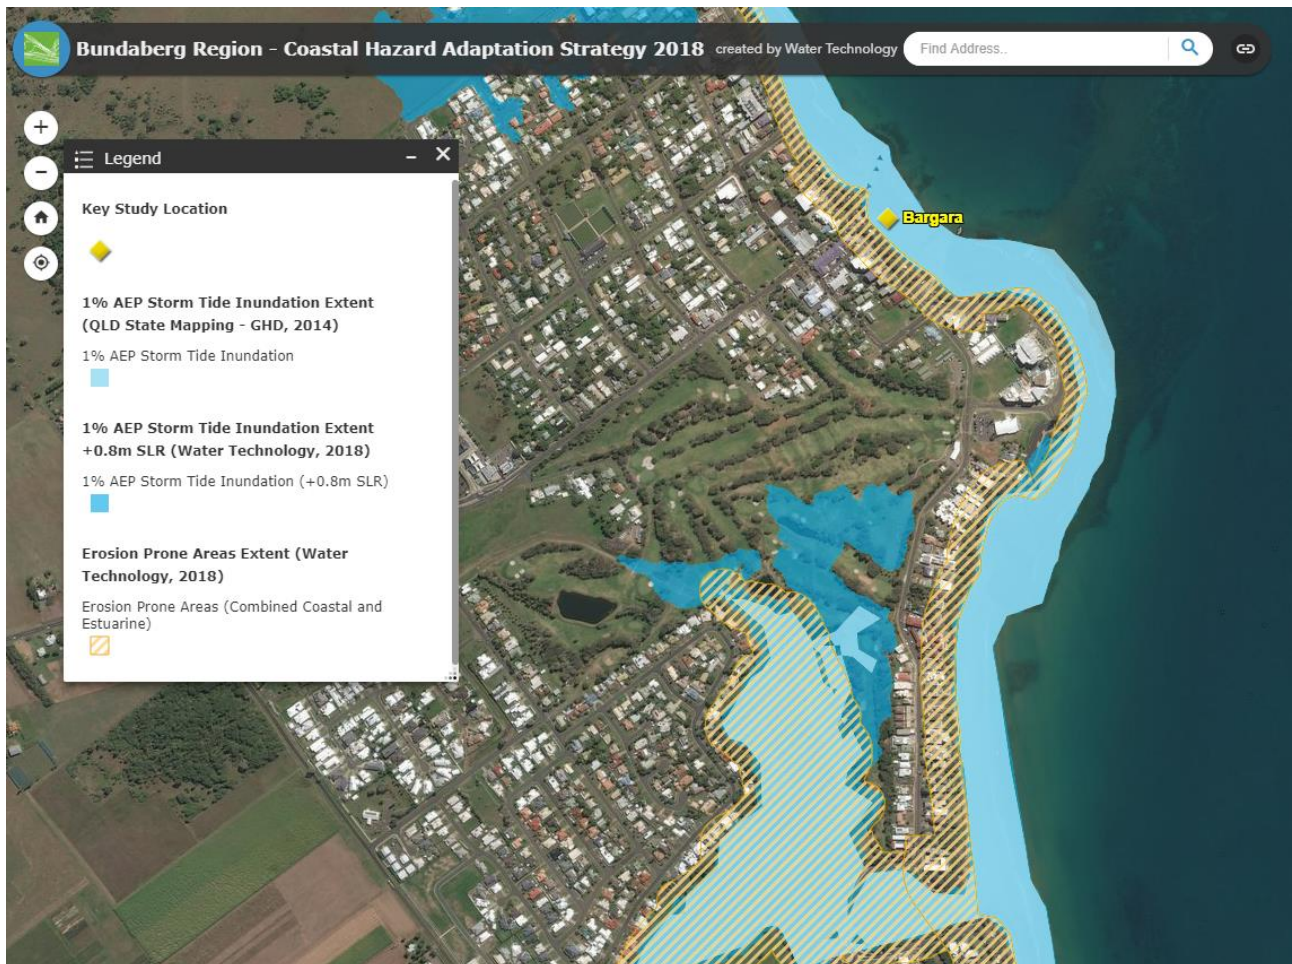 Bundaberg Region - Coastal Hazard Adaptation Strategy 2018 created by Water Technology Find Address..
Legend
Key Study Location
1% AEP Storm Tide Inundation Extent
(QLD State Mapping - GHD, 2014)
1% AEP Storm Tide Inundation
1% AEP Storm Tide Inundation Extent
+0.8m SLR (Water Technology, 2018)
1% AEP Storm Tide Inundation (+0.8m SLR)
Erosion Prone Areas Extent (Water
Technology, 2018)
Erosion Prone Areas (Combined Coastal and
Estuarine)
Bargara